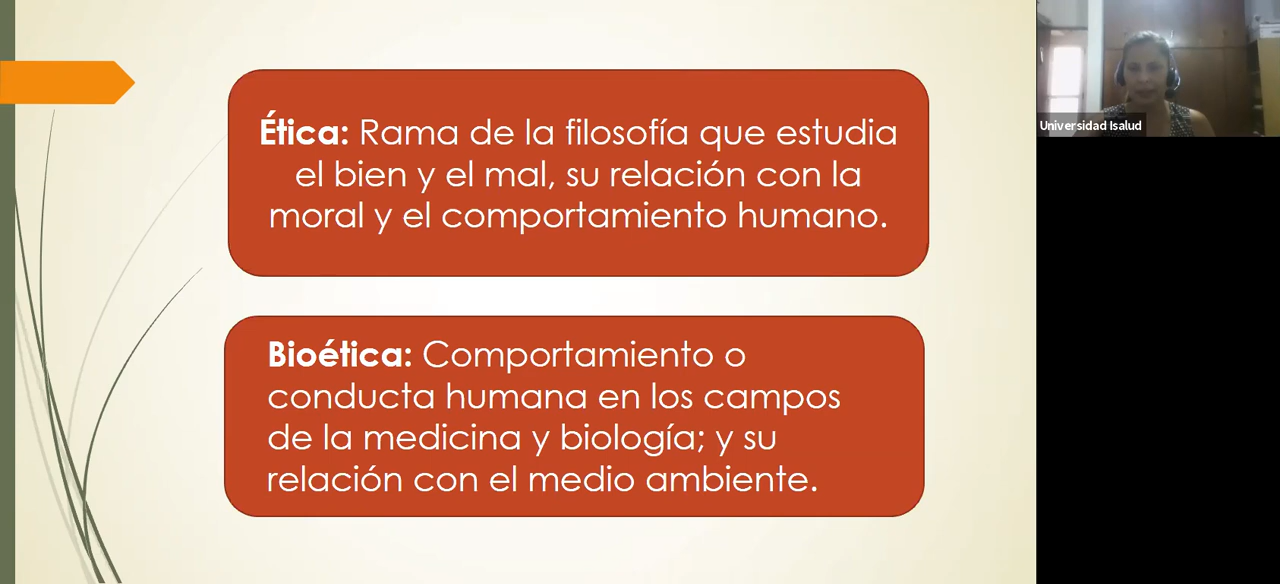 Ética: Rama de la filosofía que estudia
el bien y el mal, su relación con la
moral y el comportamiento humano.
Bioética: Comportamiento o
conducta humana en los campos
de la medicina y biología; y su
relación con el medio ambiente.
Universidad Isalud